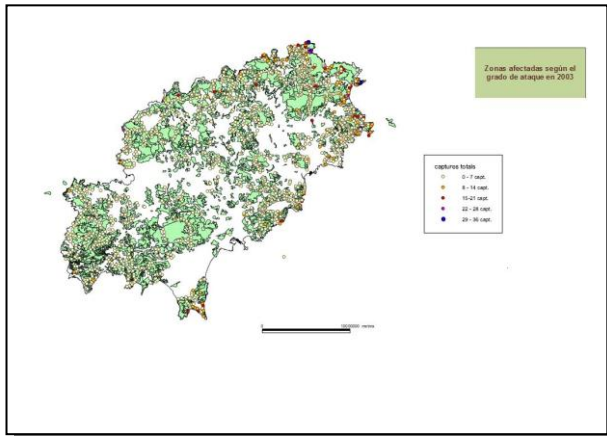 Zonas afectadas según el
grado de ataque en 2003
captures totals
0 - 7 capt.
8 - 14 capt.
15-21 capt.
22 - 28 capt.
29 - 36 capt.
0